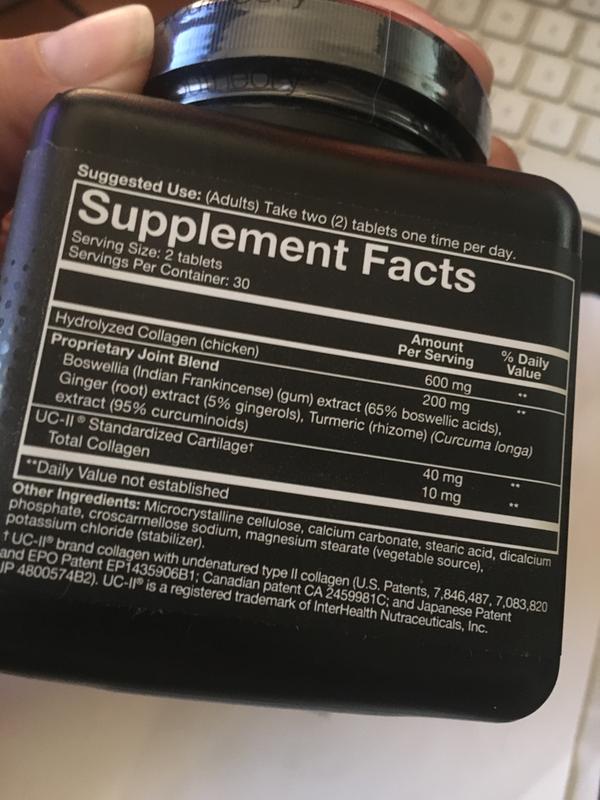 Suggested Use: (Adults) Take two (2) tablets one time per day.
Supplement Facts
Serving Size: 2 tablets
Servings Per Container: 30
Amount Per Serving
% Daily Value
Hydrolyzed Collagen (chicken) 600 mg **
Proprietary Joint Blend 200 mg **
Boswellia (Indian Frankincense) (gum) extract (65% boswellic acids),
Ginger (root) extract (5% gingerols), Turmeric (rhizome) (Curcuma longa)
extract (95% curcuminoids)
UC-II® Standardized Cartilage† 40 mg **
Total Collagen 10 mg **
**Daily Value not established
Other Ingredients: Microcrystalline cellulose, calcium carbonate, stearic acid, dicalcium
phosphate, croscarmellose sodium, magnesium stearate (vegetable source),
potassium chloride (stabilizer).
† UC-II® brand collagen with undenatured type II collagen (U.S. Patents, 7,846,487, 7,083,820
and EPO Patent EP1435906B1; Canadian patent CA 2459981C; and Japanese Patent
JP 4800574B2). UC-II® is a registered trademark of InterHealth Nutraceuticals, Inc.